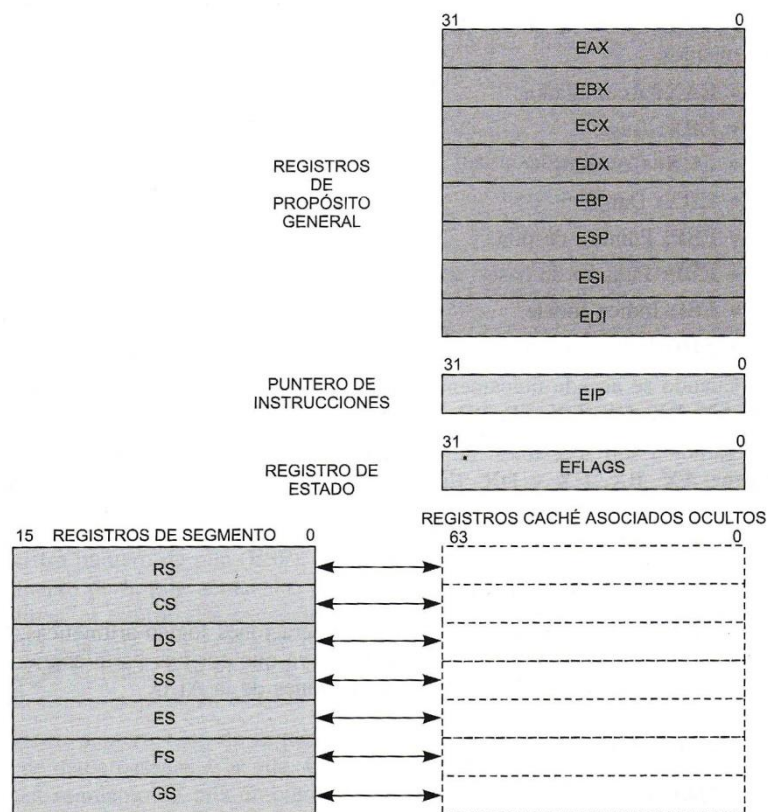 31 0
EAX
EBX
ECX
EDX
EBP
ESP
ESI
EDI
REGISTROS
DE
PROPÓSITO
GENERAL
31 0
PUNTERO DE
INSTRUCCIONES
EIP
31 0
REGISTRO DE
ESTADO
EFLAGS
15 REGISTROS DE SEGMENTO 0
REGISTROS CACHÉ ASOCIADOS OCULTOS
63 0
RS
CS
DS
SS
ES
FS
GS